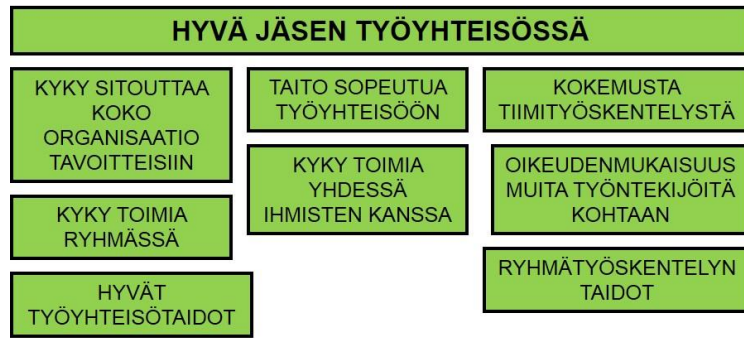 HYVÄ JÄSEN TYÖYHTEISÖSSÄ
KYKY SITOUTTAA
KOKO
ORGANISAATIO
TAVOITTEISIIN
KYKY TOIMIA
RYHMÄSSÄ
HYVÄT
TYÖYHTEISÖTAIDOT
TAITO SOPEUTUA
TYÖYHTEISÖÖN
KYKY TOIMIA
YHDESSÄ
IHMISTEN KANSSA
KOKEMUSTA
TIIMITYÖSKENTELYSTÄ
OIKEUDENMUKAISUUS
MUITA TYÖNTEKIJÖITÄ
KOHTAAN
RYHMÄTYÖSKENTELYN
TAIDOT